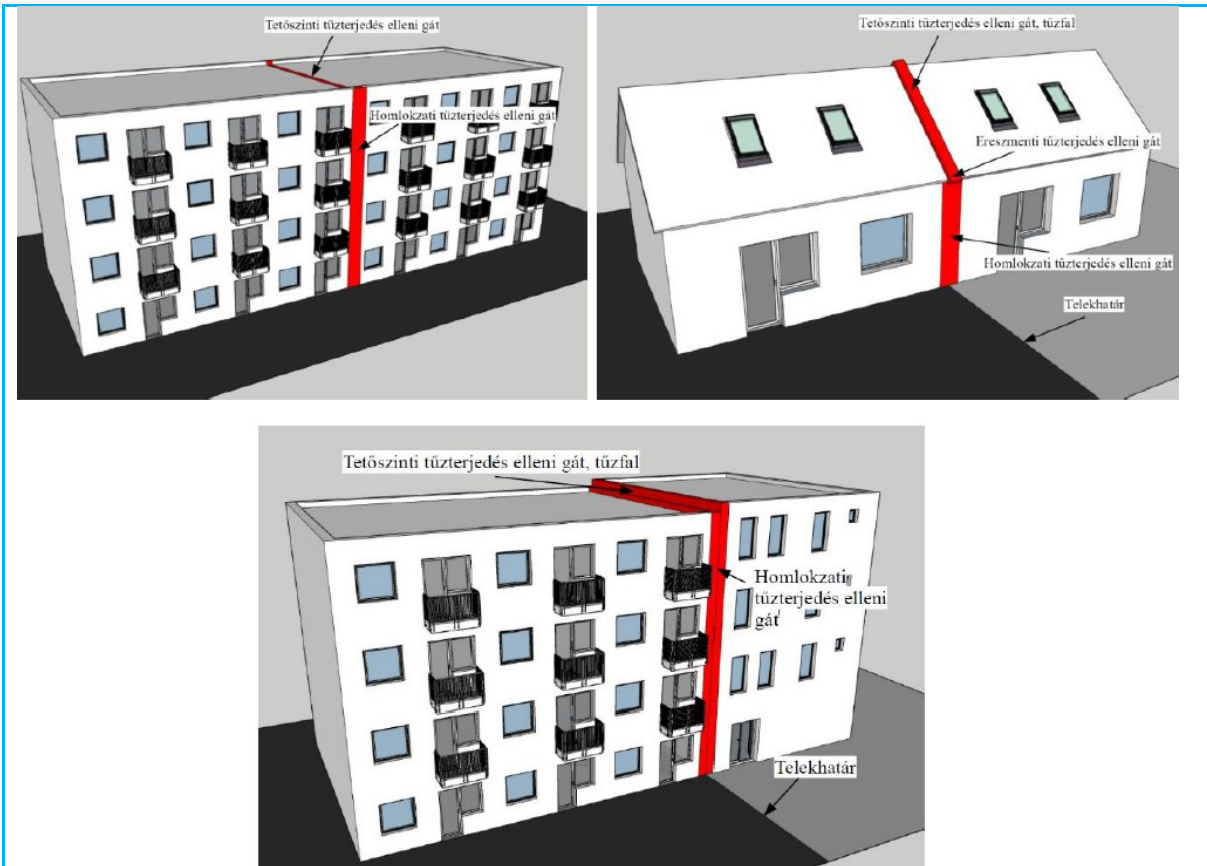 Tetőszinti tűzterjedés elleni
gát
Homlokzati tűzterjedés elleni gát
Tetőszinti tűzterjedés elleni gát, tűzfal
Ereszmenti tűzterjedés elleni gát
Homlokzati tűzterjedés elleni gát
Telekhatár
Tetőszinti tűzterjedés elleni gát, tűzfal
Homlokzati
tűzterjedés elleni
gát
Telekhatár